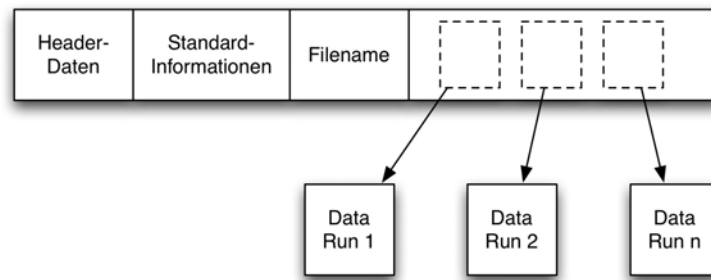 Header-
Daten
Standard-
Informationen
Filename
Data
Run 1
Data
Run 2
Data
Run n